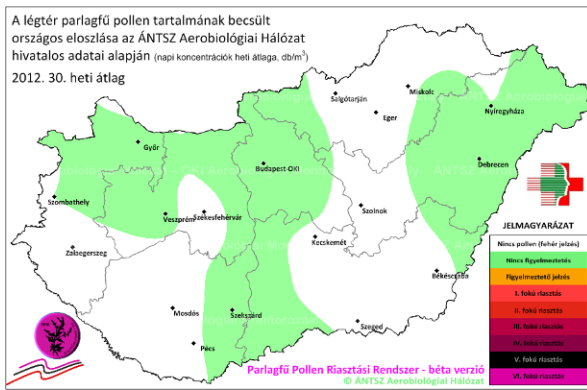 A légtér parlagfű pollen tartalmának becsült
országos eloszlása az ÁNTSZ Aerobiológiai Hálózat
hivatalos adatai alapján (napi koncentrációk heti átlaga, db/m³)
2012. 30. heti átlag
Salgótarján
Miskolc
Eger
Nyíregyháza
Győr
Budapest-OKI
Debrecen
Szombathely
Veszprém
Székesfehérvár
Szolnok
Zalaegerszeg
Kecskemét
Békéscsaba
Mosdós
Szekszárd
Szeged
Pécs
JELMAGYARÁZAT
Nincs pollen (fehér jelzés)
Nincs figyelmeztetés
Figyelmeztető jelzés
I. fokú riasztás
II. fokú riasztás
III. fokú riasztás
IV. fokú riasztás
V. fokú riasztás
VI. fokú riasztás
Parlagfű Pollen Riasztási Rendszer - béta verzió
© ÁNTSZ Aerobiológiai Hálózat